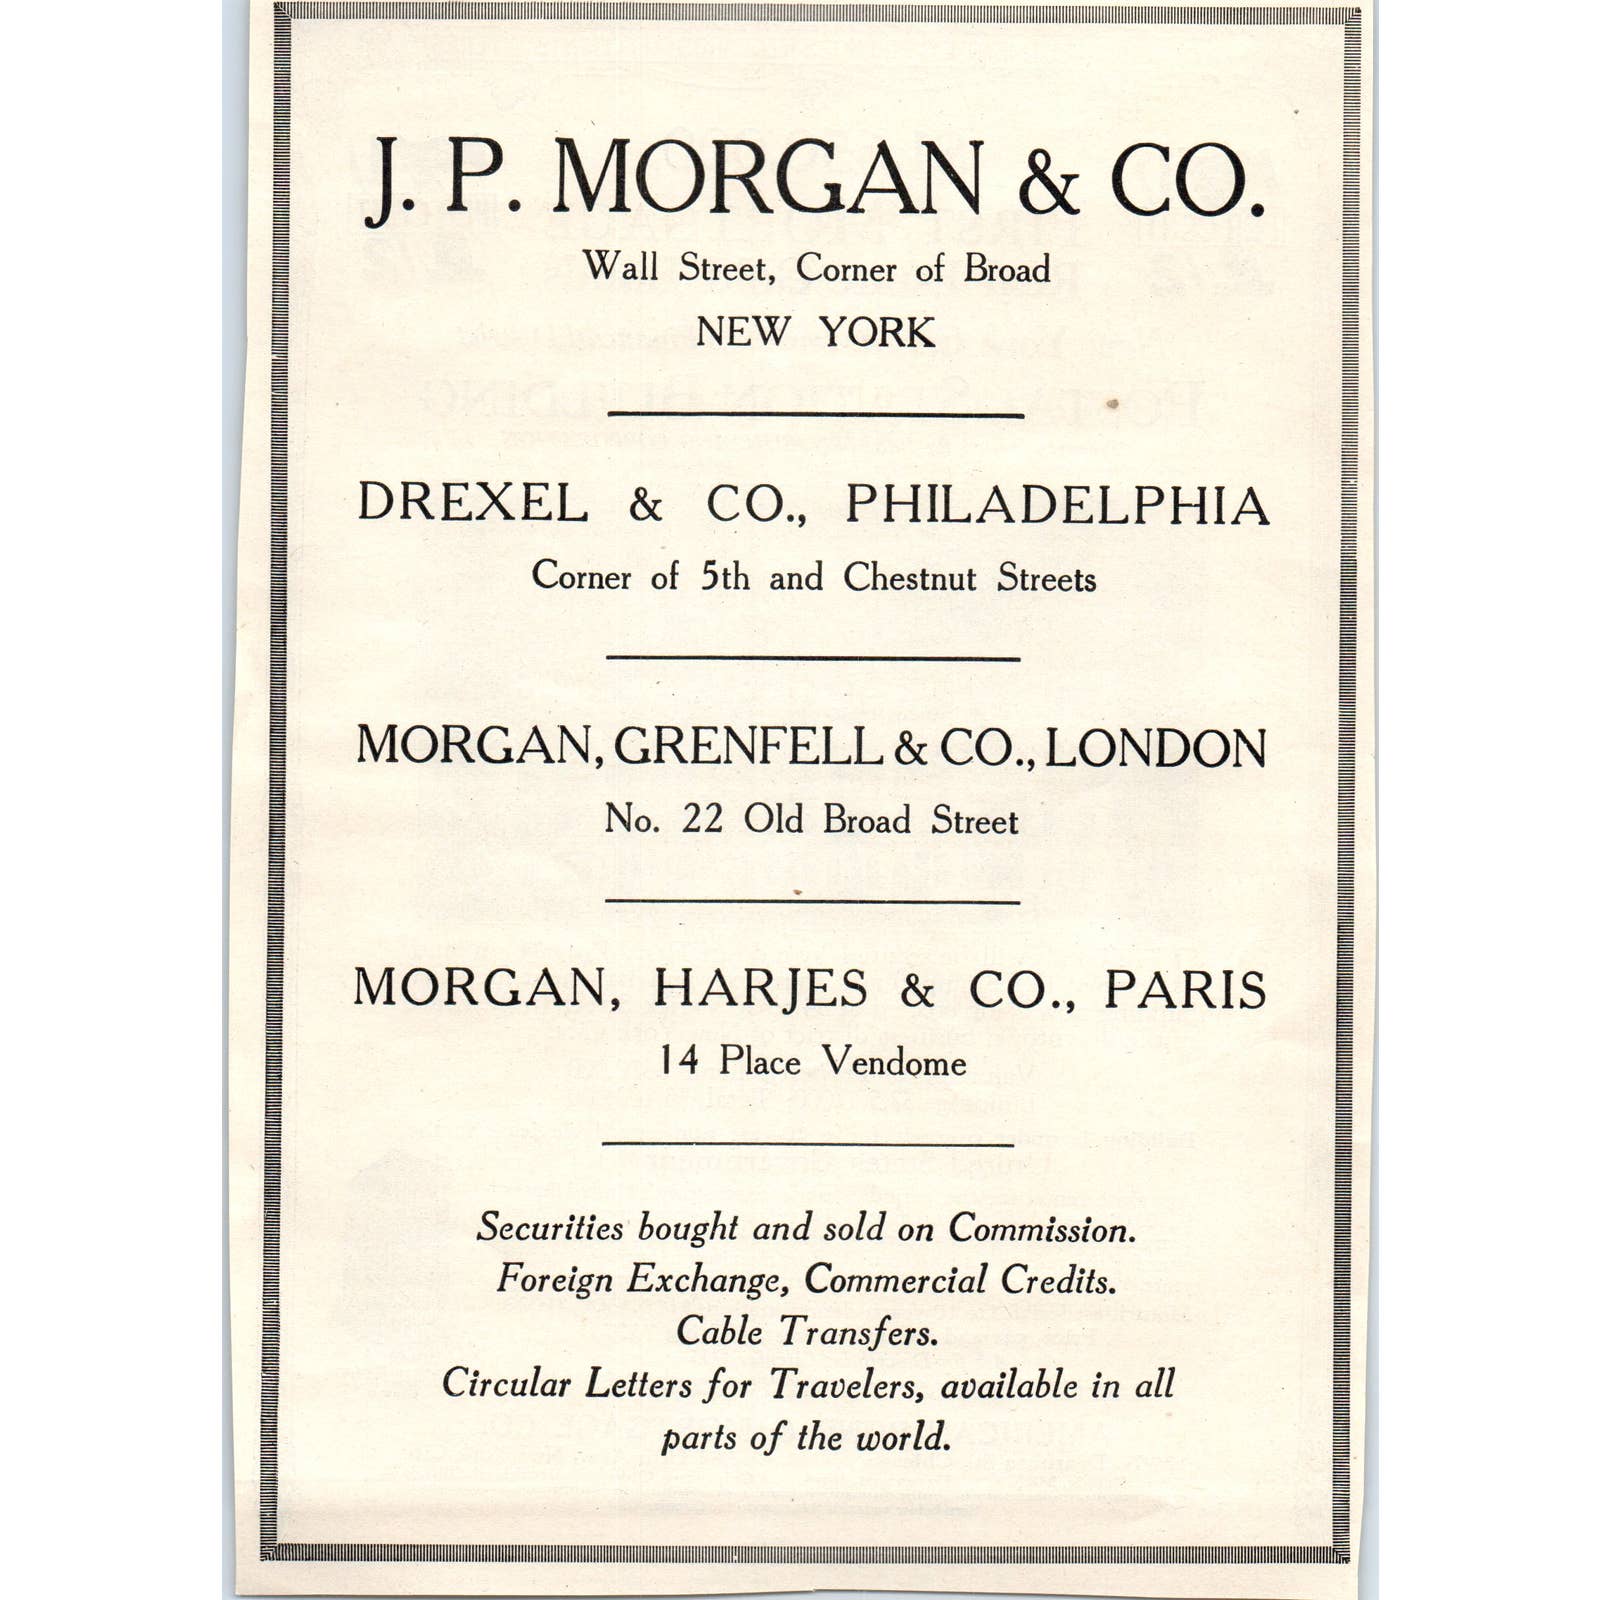 J. P. MORGAN & CO.
Wall Street, Corner of Broad
NEW YORK
DREXEL & CO., PHILADELPHIA
Corner of 5th and Chestnut Streets
MORGAN, GRENFELL & CO., LONDON
No. 22 Old Broad Street
MORGAN, HARJES & CO., PARIS
14 Place Vendome
Securities bought and sold on Commission.
Foreign Exchange, Commercial Credits.
Cable Transfers.
Circular Letters for Travelers, available in all
parts of the world.